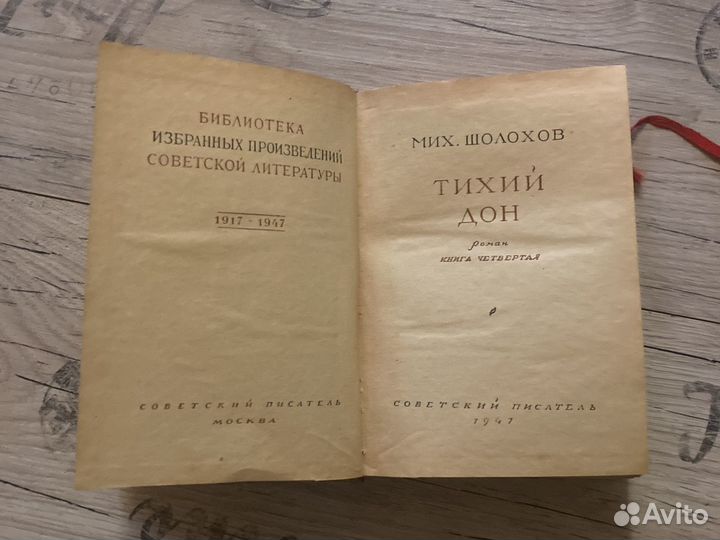 БИБЛИОТЕКА
ИЗБРАННЫХ ПРОИЗВЕДЕНИЙ
СОВЕТСКОЙ ЛИТЕРАТУРЫ
1917 - 1947
СОВЕТСКИЙ ПИСАТЕЛЬ
МОСКВА
МИХ. ШОЛОХОВ
ТИХИЙ
ДОН
роман
КНИГА ЧЕТВЕРТАЯ
СОВЕТСКИЙ ПИСАТЕЛЬ
1947
Avito